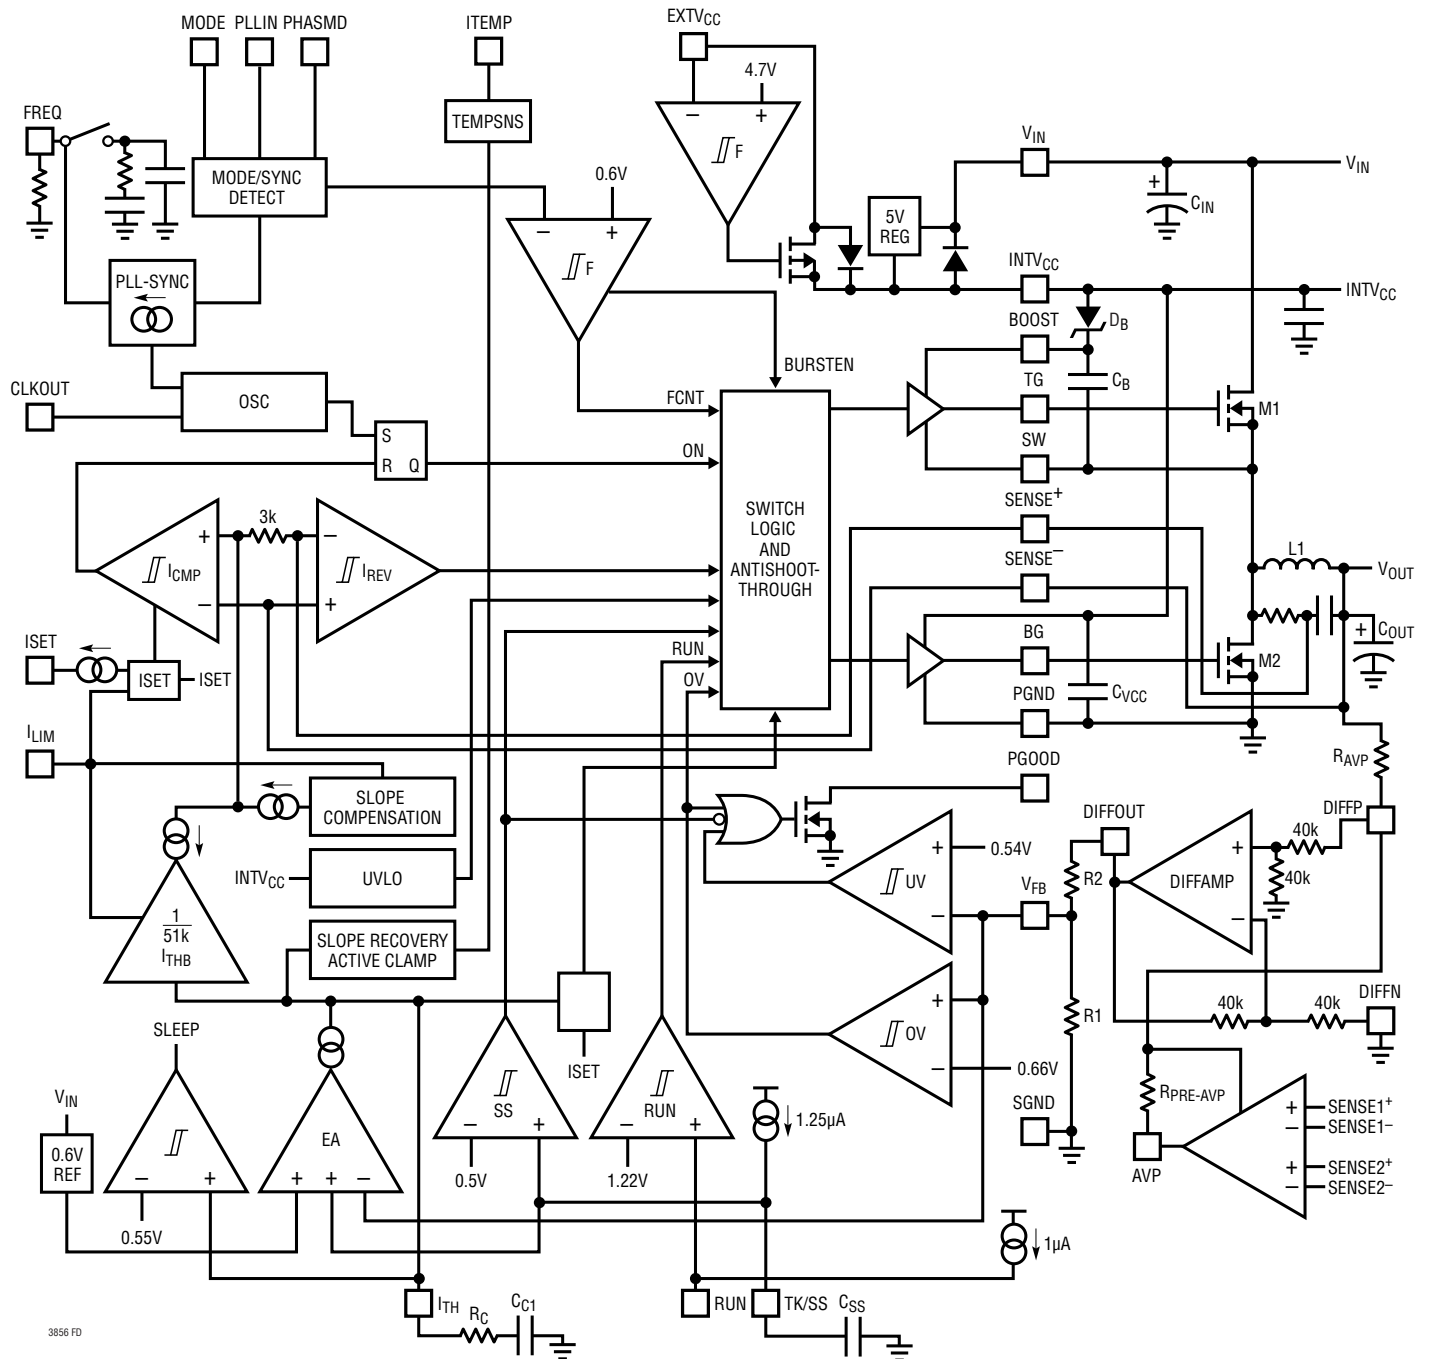 MODE PLLIN PHASMD
ITEMP
EXTVCC
4.7V
FREQ
TEMPSNS
– +
F
VIN
VIN
MODE/SYNC
DETECT
0.6V
+
CIN
5V
REG
– +
F
PLL-SYNC
INTVCC
INTVCC
BOOST
DB
BURSTEN
CLKOUT
OSC
FCNT
TG
CB
M1
S
R Q
ON
SW
SENSE+
3k
+
–
ICMP
–
+
IREV
SWITCH
LOGIC
AND
ANTISHOOT-
THROUGH
SENSE–
L1
VOUT
ISET
ISET
ISET
RUN
OV
BG
M2
+
COUT
PGND
CVCC
ILIM
RAVP
PGOOD
SLOPE
COMPENSATION
DIFFOUT
DIFFP
40k
40k
+
–
DIFFAMP
0.54V
+
–
UV
INTVCC
UVLO
VFB
R2
1
51k
ITHB
SLOPE RECOVERY
ACTIVE CLAMP
40k
40k
DIFFN
R1
+
–
OV
0.66V
SLEEP
ISET
VIN
0.6V
REF
– +
0.55V
EA
+ + –
SS
– +
0.5V
RUN
– +
1.22V
1.25µA
SGND
RPRE-AVP
AVP
+
–
+
–
SENSE1+
SENSE1–
SENSE2+
SENSE2–
1µA
ITH
RC
CC1
RUN
TK/SS
CSS
3856 FD